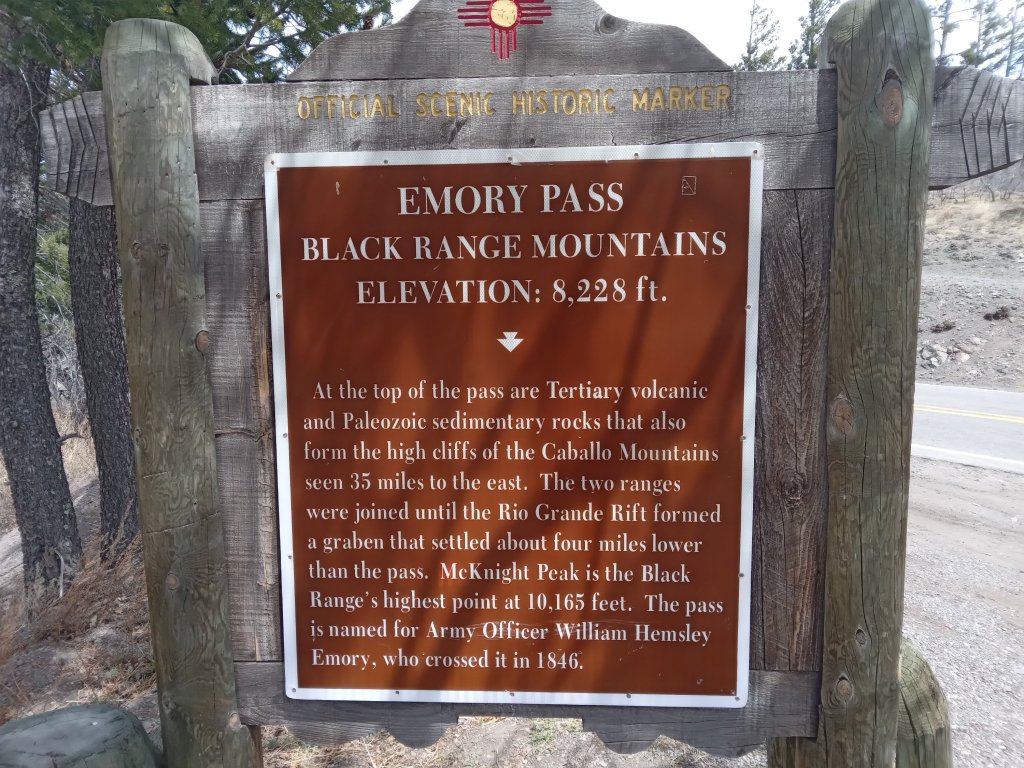 OFFICIAL SCENIC HISTORIC MARKER
EMORY PASS
BLACK RANGE MOUNTAINS
ELEVATION: 8,228 ft.
At the top of the pass are Tertiary volcanic
and Paleozoic sedimentary rocks that also
form the high cliffs of the Caballo Mountains
seen 35 miles to the east. The two ranges
were joined until the Rio Grande Rift formed
a graben that settled about four miles lower
than the pass. McKnight Peak is the Black
Range's highest point at 10,165 feet. The pass
is named for Army Officer William Hemsley
Emory, who crossed it in 1846.